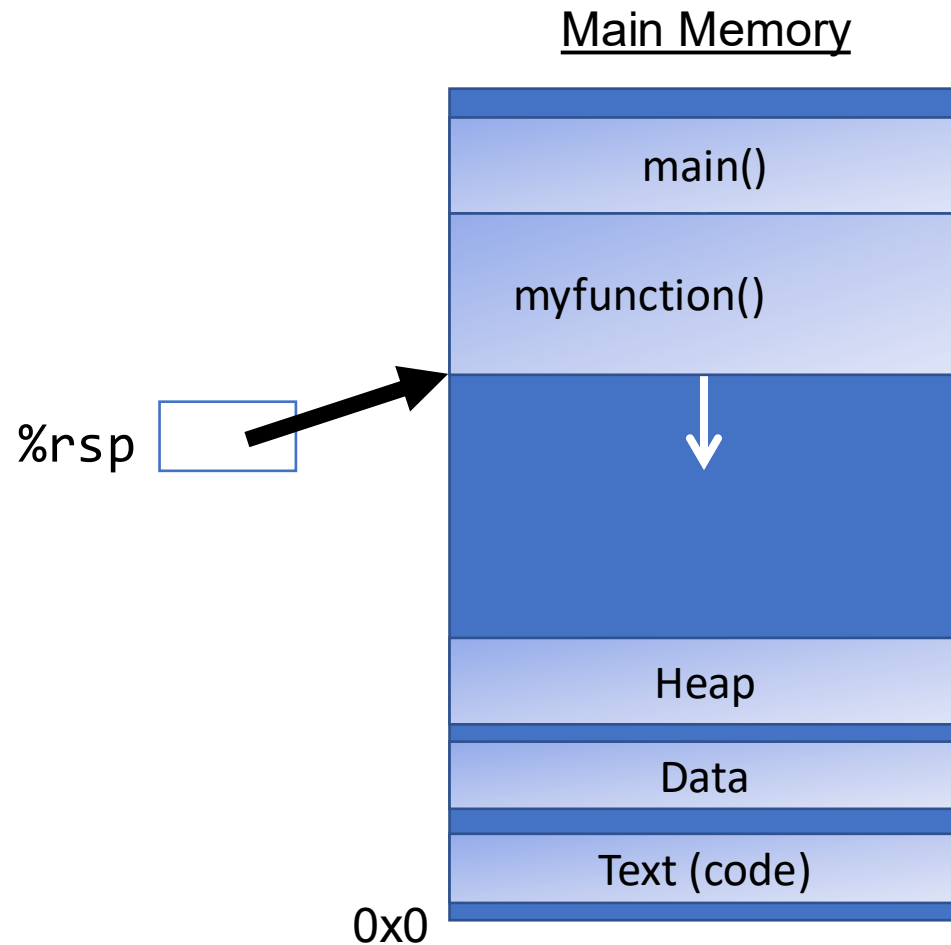 Main Memory
main()
myfunction()
%rsp
Heap
Data
Text (code)
0x0